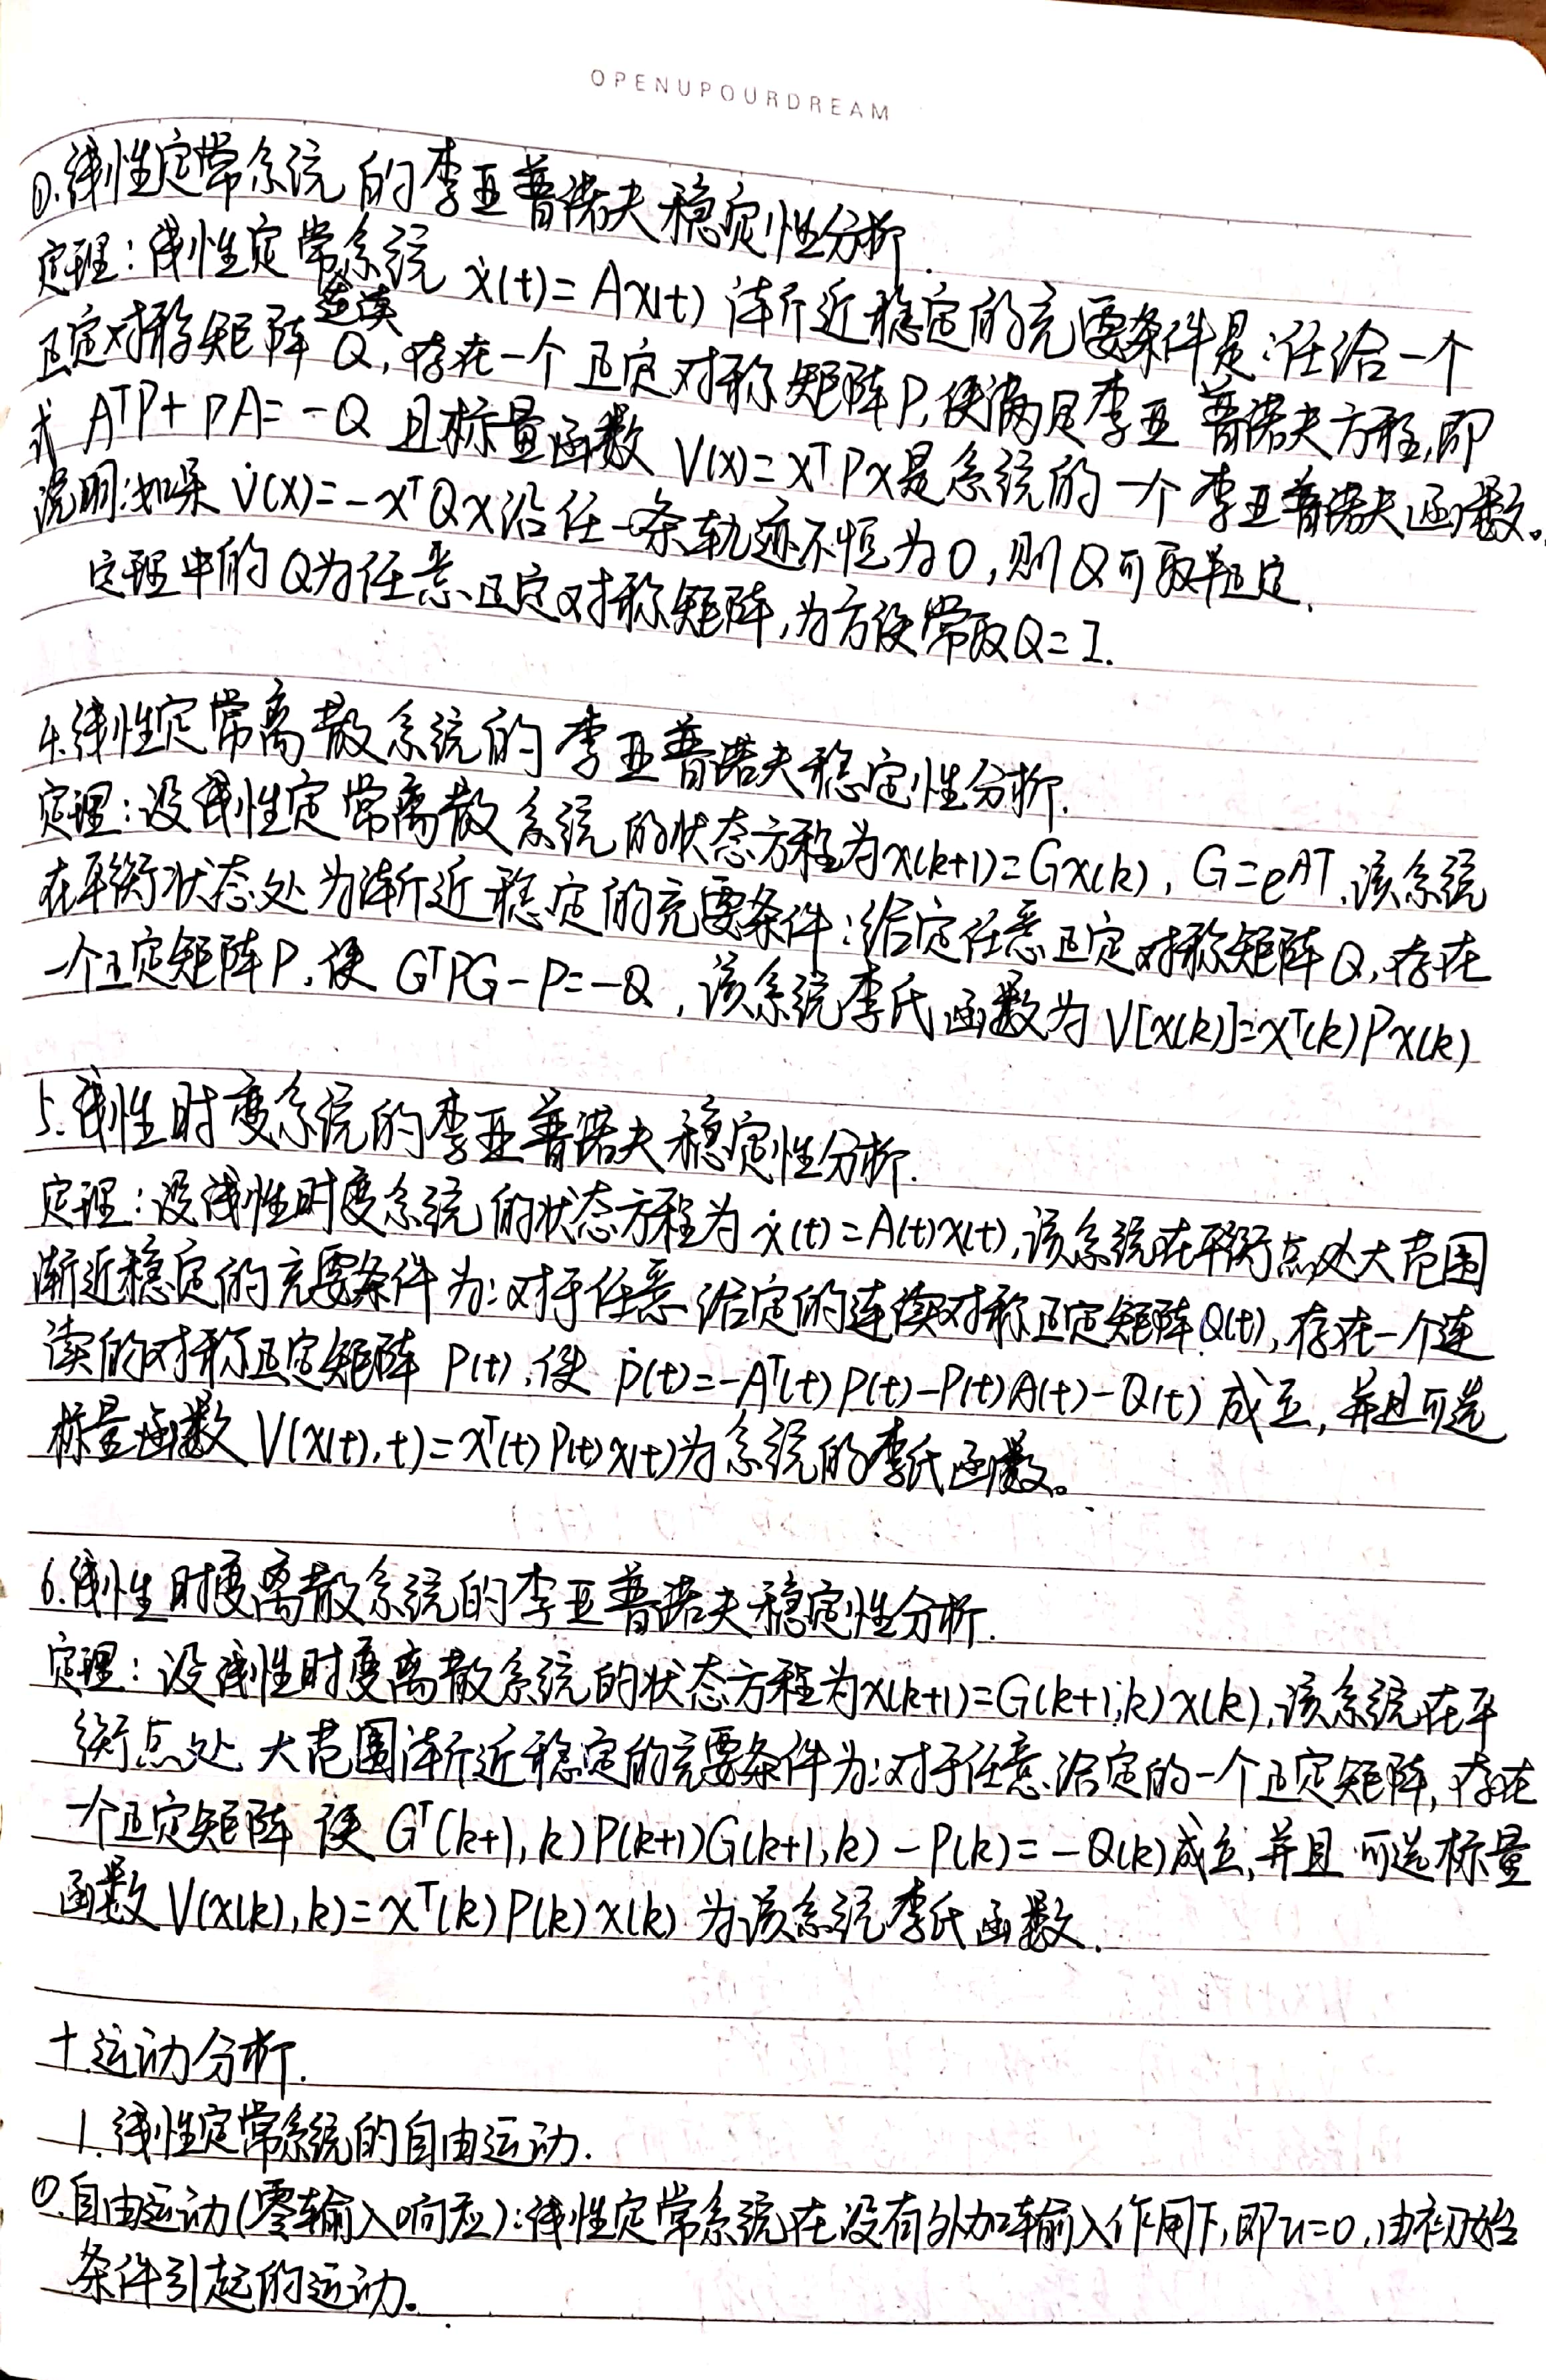 OPENUPOURDREAM
①.线性定常系统的李亚普诺夫稳定性分析.
定理:线性定常系统 ẋ(t)=Ax(t) 渐近稳定的充要条件是:任给一个
连续
正定对称矩阵Q,存在一个正定对称矩阵P,使满足李亚普诺夫方程,即
式 AᵀP+PA=-Q 且标量函数 V(x)=xᵀPx是系统的一个李亚普诺夫函数。
说明:如果 V̇(x)=-xᵀQx沿任一条轨迹不恒为0,则Q可取半正定.
定理中的Q为任意正定对称矩阵,为方便常取Q=I.
4.线性定常离散系统的李亚普诺夫稳定性分析.
定理:设线性定常离散系统的状态方程为x(k+1)=Gx(k), G=eᴬᵀ.该系统
在平衡状态处为渐近稳定的充要条件:给定任意正定对称矩阵Q,存在
一个正定矩阵P,使 GᵀPG-P=-Q,该系统李氏函数为V[x(k)]=xᵀ(k)Px(k)
5.线性时变系统的李亚普诺夫稳定性分析.
定理:设线性时变系统的状态方程为ẋ(t)=A(t)x(t),该系统在平衡点处大范围
渐近稳定的充要条件为:对于任意给定的连续对称正定矩阵Q(t),存在一个连
续的对称正定矩阵 P(t),使 Ṗ(t)=-Aᵀ(t)P(t)-P(t)A(t)-Q(t) 成立,并且可选
标量函数 V(x(t),t)=xᵀ(t)P(t)x(t)为系统的李氏函数。
6.线性时变离散系统的李亚普诺夫稳定性分析.
定理:设线性时变离散系统的状态方程为x(k+1)=G(k+1,k)x(k),该系统在平
衡点处大范围渐近稳定的充要条件为:对于任意给定的一个正定矩阵,存在
一个正定矩阵 使 Gᵀ(k+1,k)P(k+1)G(k+1,k)-P(k)=-Q(k)成立,并且可选标量
函数V(x(k),k)=xᵀ(k)P(k)x(k) 为该系统李氏函数.
十.运动分析.
1.线性定常系统的自由运动.
①.自由运动(零输入响应):线性定常系统在没有外加输入作用下,即u=0,由初始
条件引起的运动。